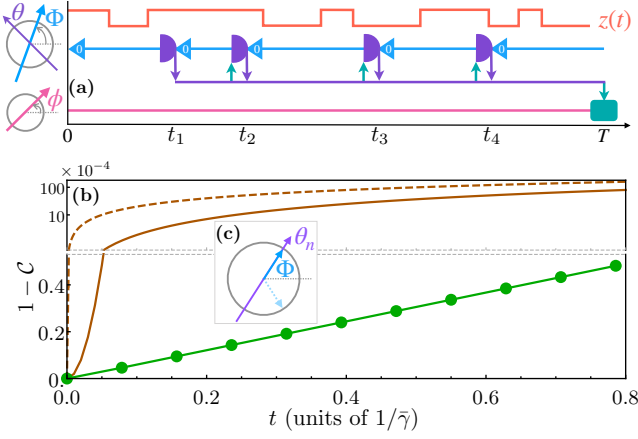 θ
Φ
z(t)
0 0 0 0 0
(a)
ϕ
0 t₁ t₂ t₃ t₄ T
× 10⁻⁴
100
10
(b)
(c)
θₙ
Φ
1 − 𝒞
0.4
0.2
0.
0.0 0.2 0.4 0.6 0.8
t (units of 1/γ̄)